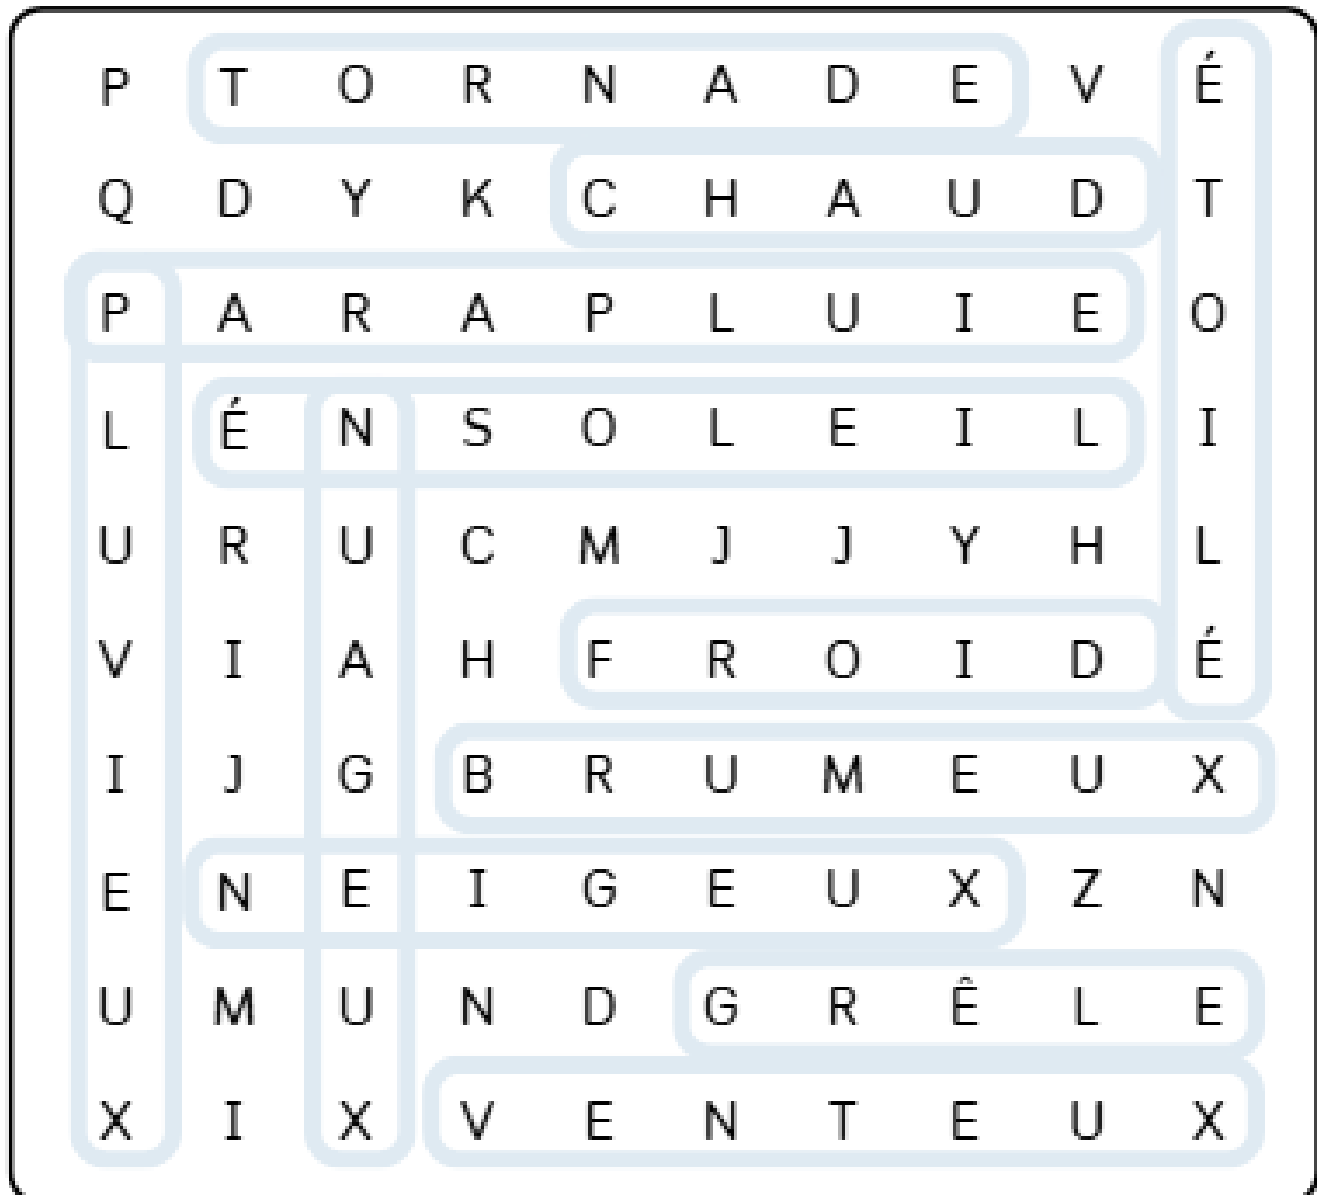 P T O R N A D E V É
Q D Y K C H A U D T
P A R A P L U I E O
L É N S O L E I L I
U R U C M J J Y H L
V I A H F R O I D É
I J G B R U M E U X
E N E I G E U X Z N
U M U N D G R Ê L E
X I X V E N T E U X